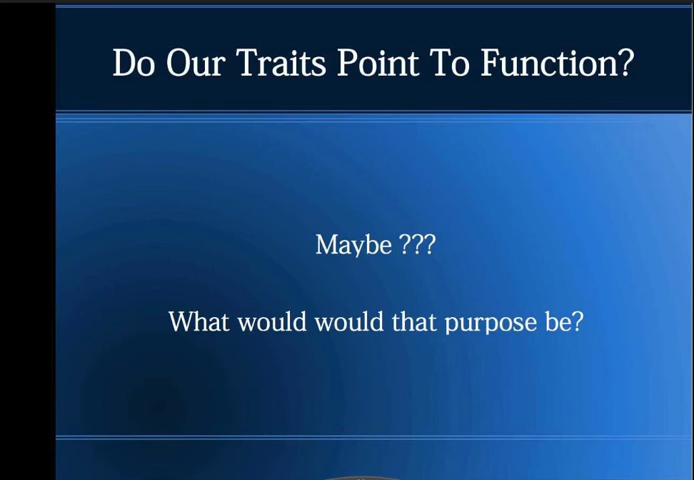 Do Our Traits Point To Function?
Maybe ???
What would would that purpose be?